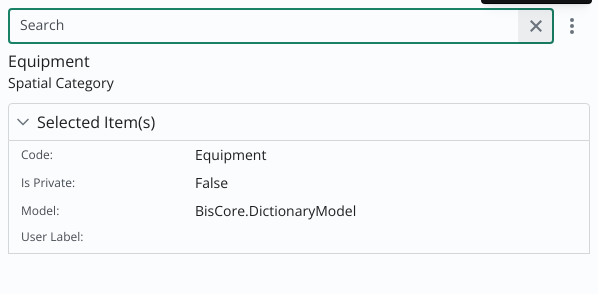 Search
Equipment
Spatial Category
Selected Item(s)
Code: Equipment
Is Private: False
Model: BisCore.DictionaryModel
User Label: